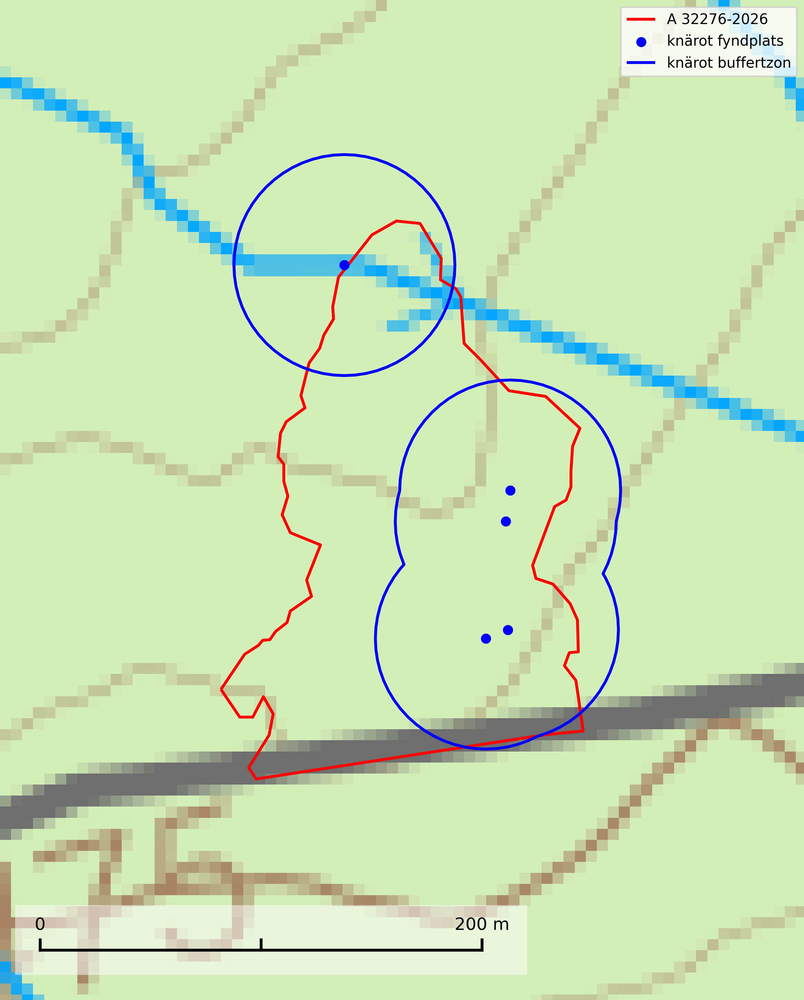 A 32276-2026
knärot fyndplats
knärot buffertzon
0 200 m